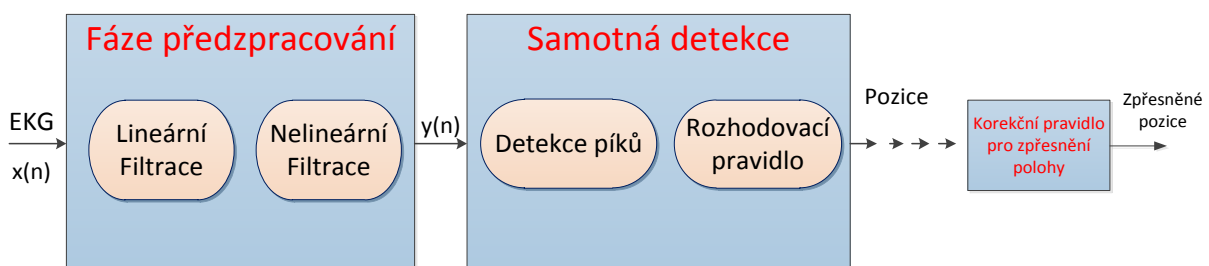 Fáze předzpracování
Samotná detekce
EKG
x(n)
Lineární
Filtrace
Nelineární
Filtrace
y(n)
Detekce píků
Rozhodovací
pravidlo
Pozice
Korekční pravidlo
pro zpřesnění
polohy
Zpřesněné
pozice